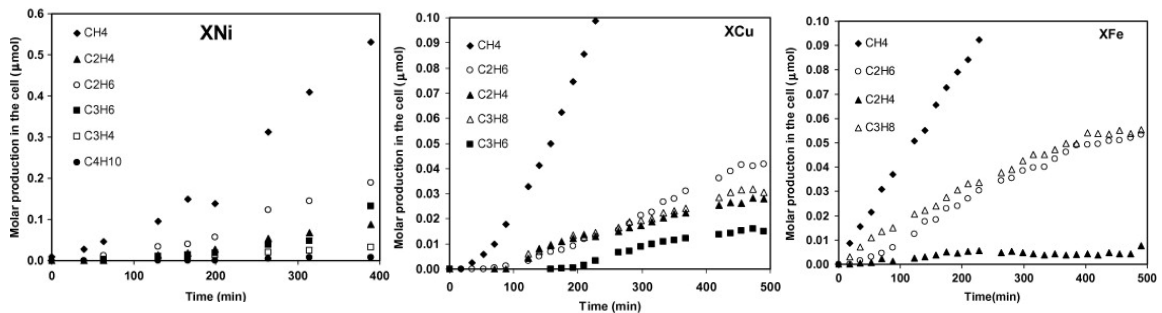 XNi
CH4
C2H4
C2H6
C3H6
C3H4
C4H10
Molar production in the cell (μmol)
0.6
0.5
0.4
0.3
0.2
0.1
0.0
0 100 200 300 400
Time (min)
XCu
CH4
C2H6
C2H4
C3H8
C3H6
Molar production in the cell (μmol)
0.10
0.09
0.08
0.07
0.06
0.05
0.04
0.03
0.02
0.01
0.00
0 100 200 300 400 500
Time (min)
XFe
CH4
C2H6
C2H4
C3H8
Molar production in the cell (μmol)
0.10
0.09
0.08
0.07
0.06
0.05
0.04
0.03
0.02
0.01
0.00
0 100 200 300 400 500
Time(min)